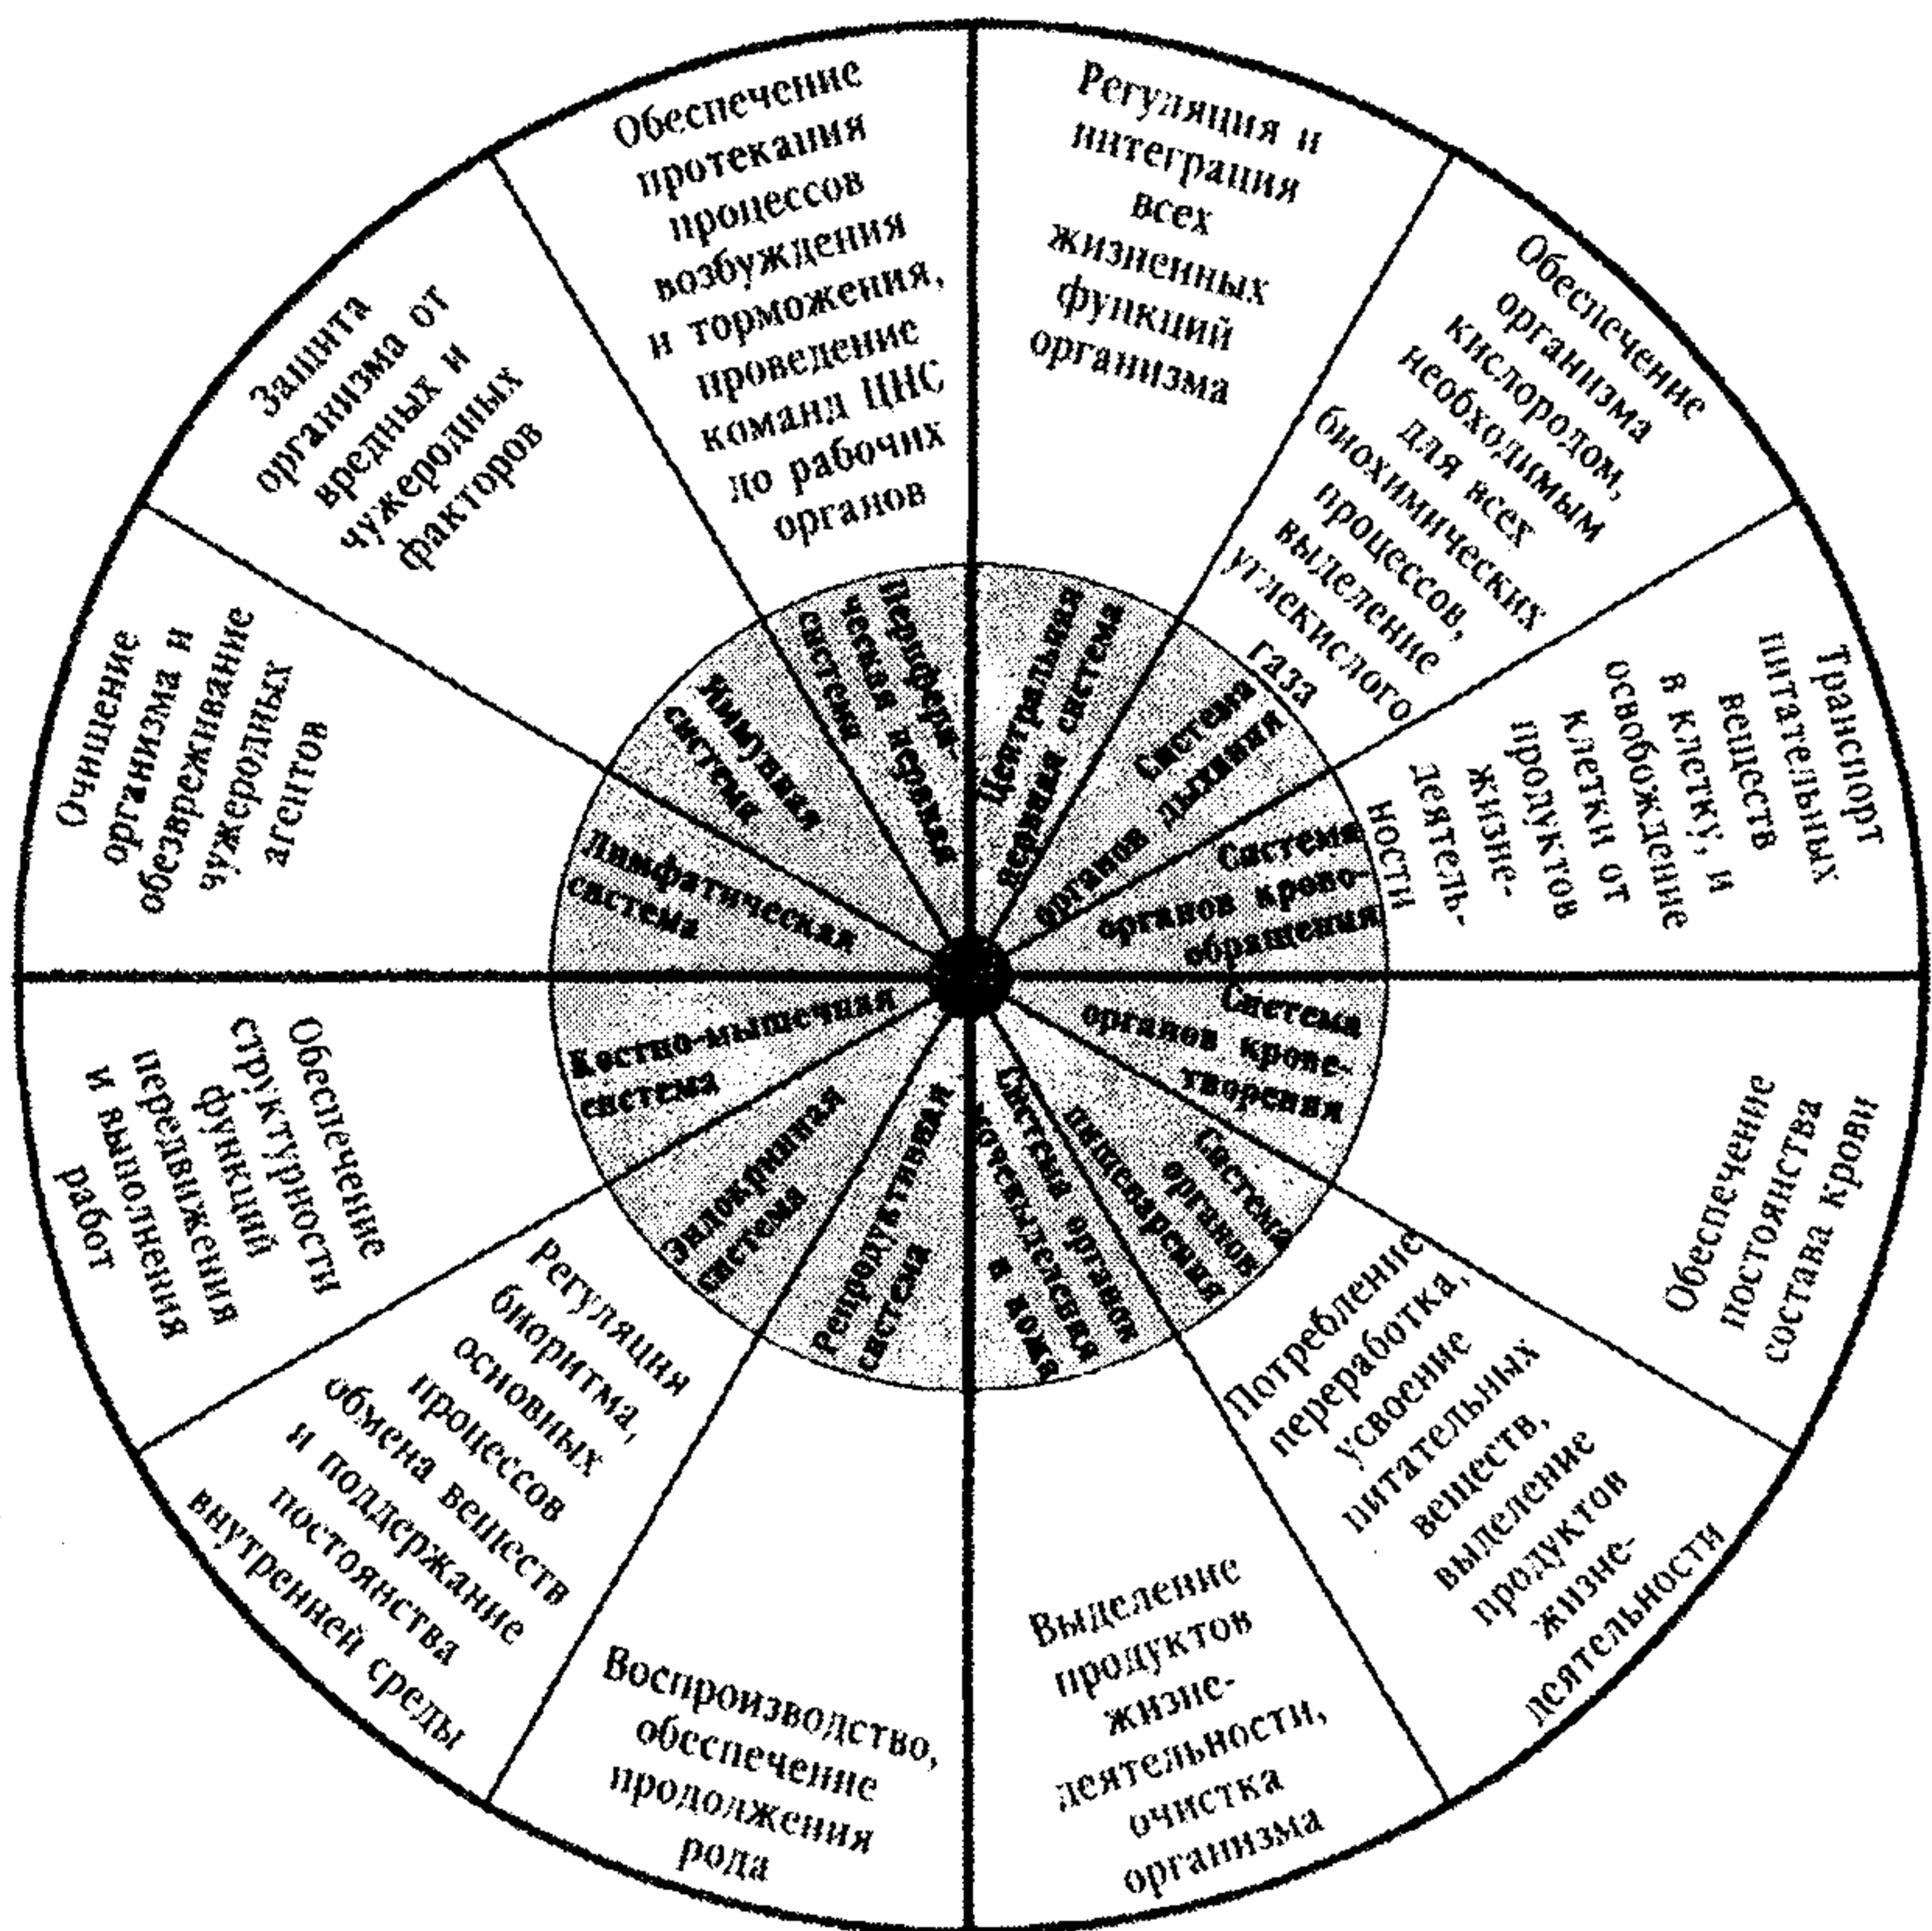 Регуляция и
интеграция
всех
жизненных
функций
организма
Центральная
нервная система
Обеспечение
организма
кислородом,
необходимым
для всех
биохимических
процессов,
выделение
углекислого
газа
Система
органов дыхания
Транспорт
питательных
веществ
в клетку, и
освобождение
клетки от
продуктов
жизне-
деятель-
ности
Система
органов крово-
обращения
Обеспечение
постоянства
состава крови
Система
органов крове-
творения
Потребление
переработка,
усвоение
питательных
веществ,
выделение
продуктов
жизне-
деятельности
Система
органов
пищеварения
Выделение
продуктов
жизне-
деятельности,
очистка
организма
Система органов
мочевыделения
и кожа
Воспроизводство,
обеспечение
продолжения
рода
Репродуктивная
система
Регуляция
биоритма,
основных
процессов
обмена веществ
и поддержание
постоянства
внутренней среды
Эндокринная
система
Обеспечение
структурности
функций
передвижения
и выполнения
работ
Костно-мышечная
система
Очищение
организма и
обезвреживание
чужеродных
агентов
Лимфатическая
система
Защита
организма от
вредных и
чужеродных
факторов
Иммунная
система
Обеспечение
протекания
процессов
возбуждения
и торможения,
проведение
команд ЦНС
до рабочих
органов
Перифери-
ческая нервная
система